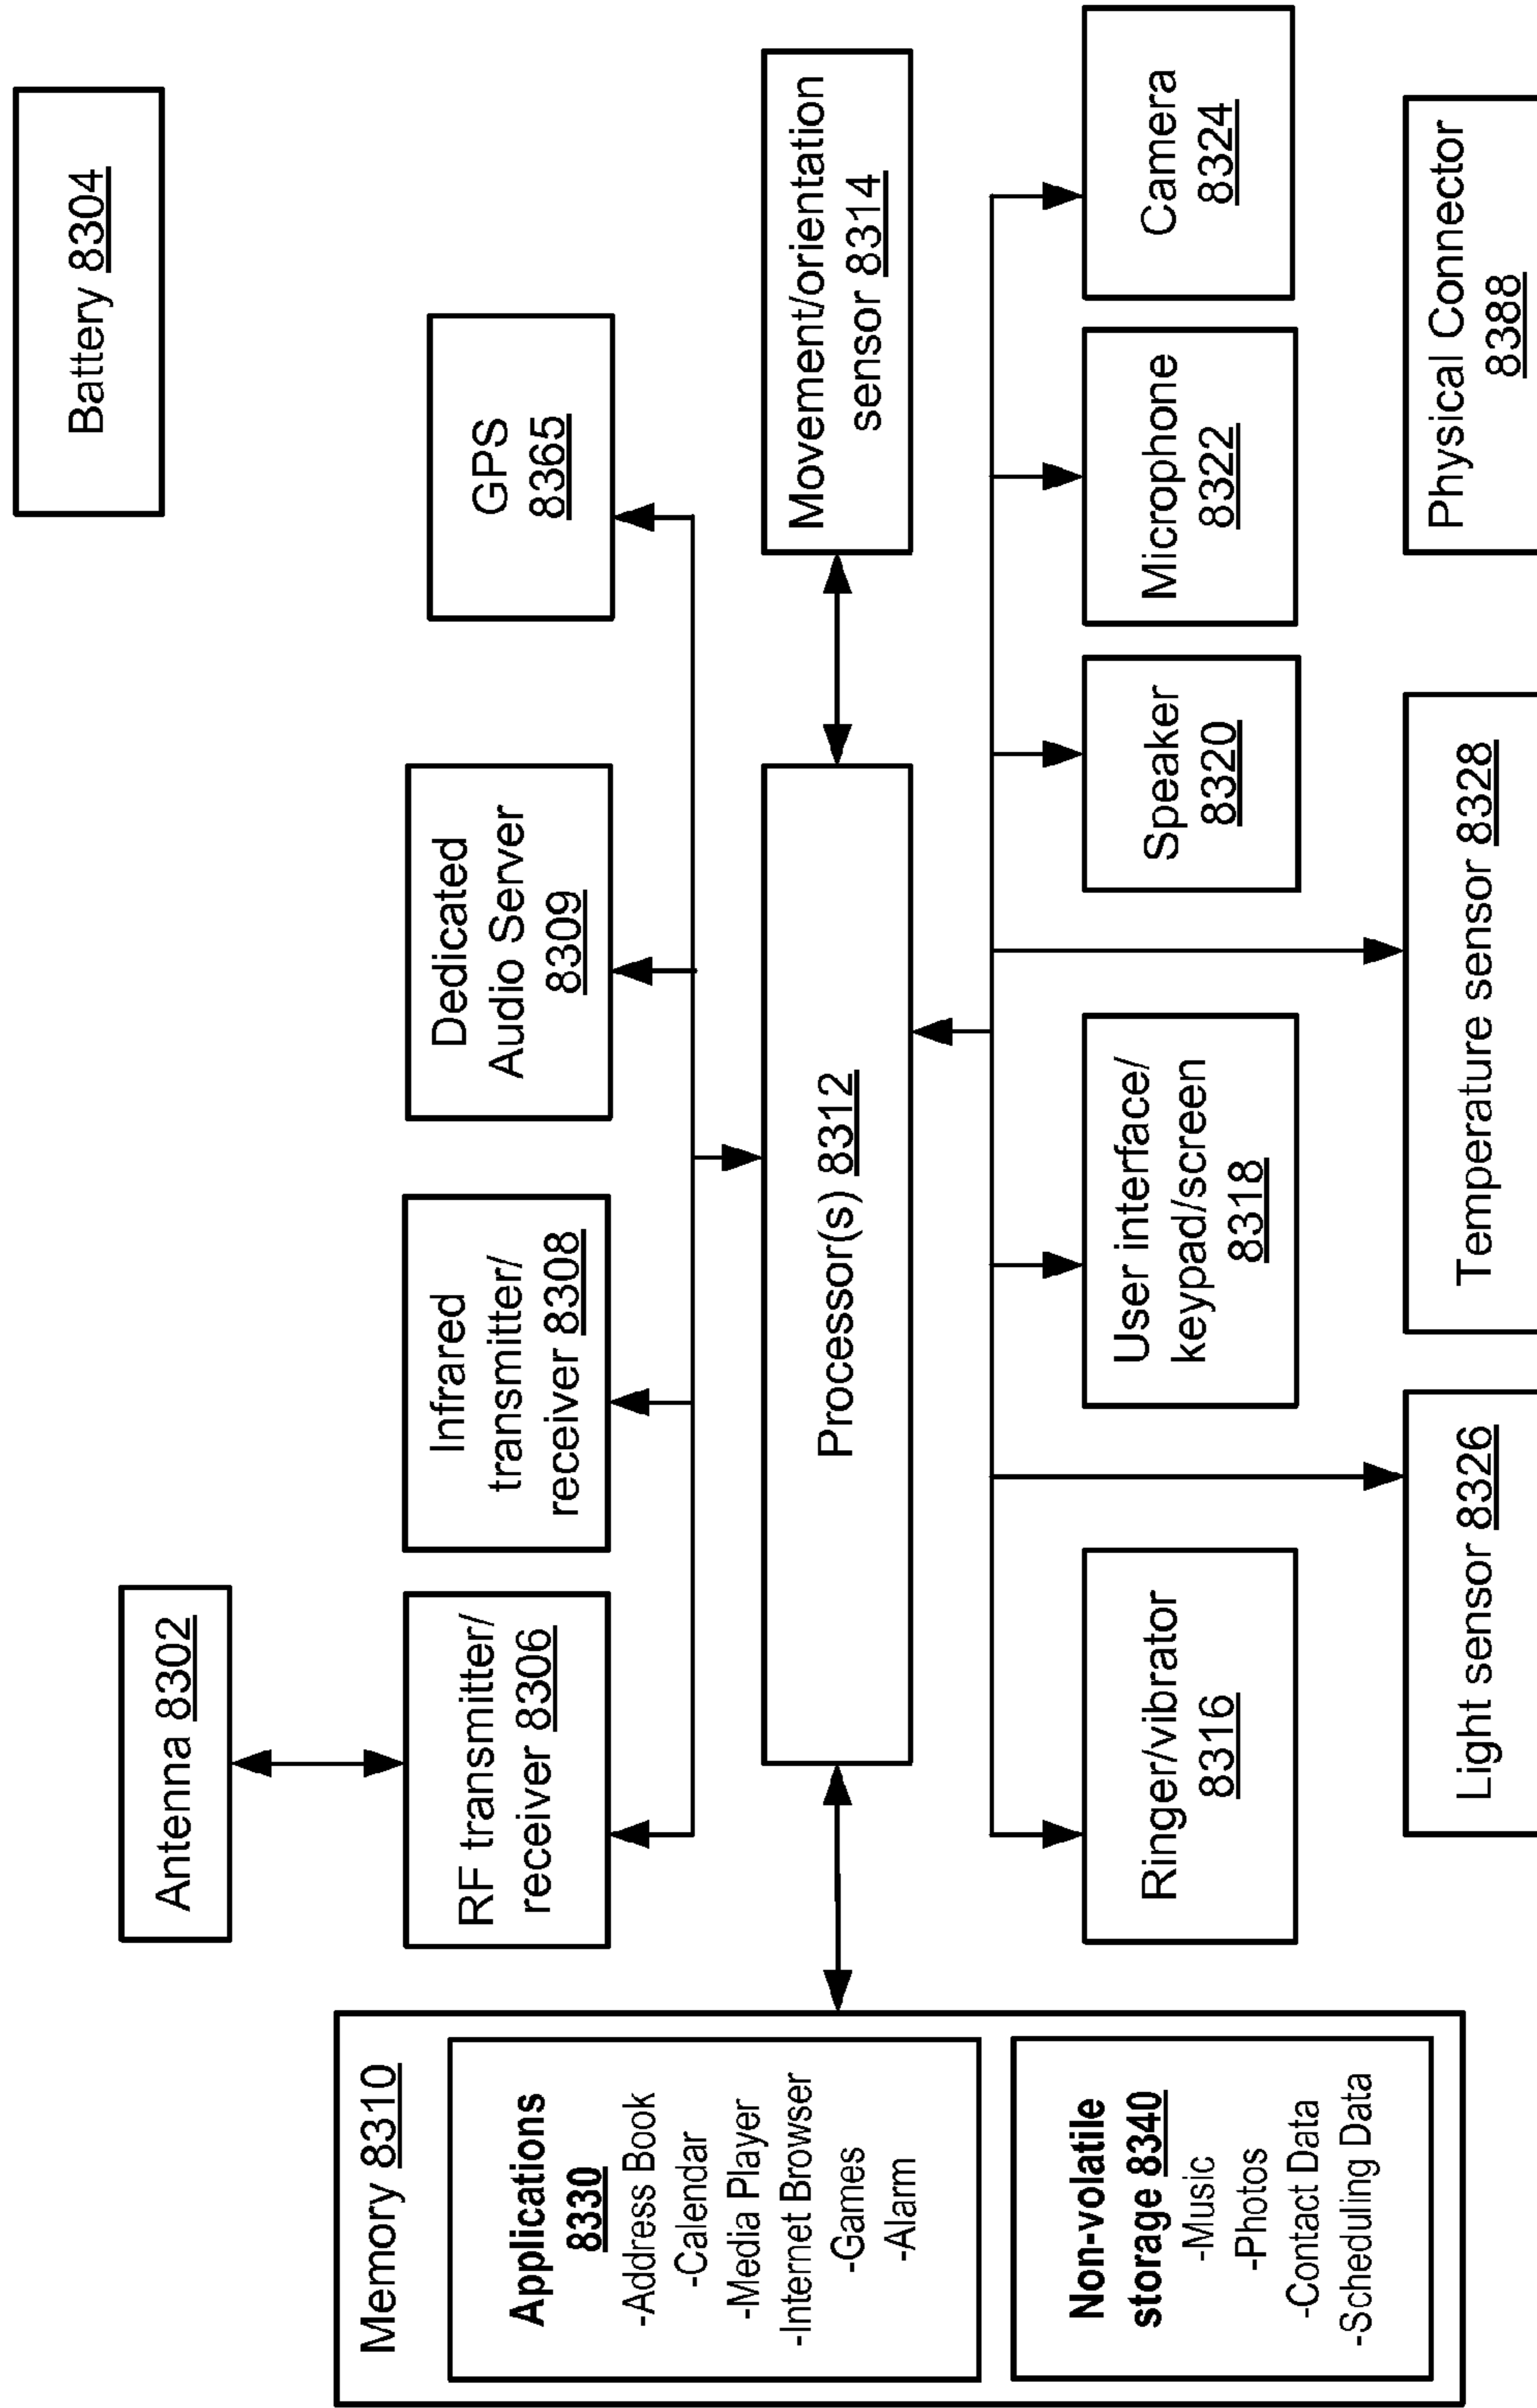 Battery 8304
Antenna 8302
RF transmitter/
receiver 8306
Infrared
transmitter/
receiver 8308
Dedicated
Audio Server
8309
GPS
8365
Memory 8310
Applications
8330
-Address Book
-Calendar
-Media Player
-Internet Browser
-Games
-Alarm
Non-volatile
storage 8340
-Music
-Photos
-Contact Data
-Scheduling Data
Processor(s) 8312
Movement/orientation
sensor 8314
Ringer/vibrator
8316
User interface/
keypad/screen
8318
Speaker
8320
Microphone
8322
Camera
8324
Light sensor 8326
Temperature sensor 8328
Physical Connector
8388